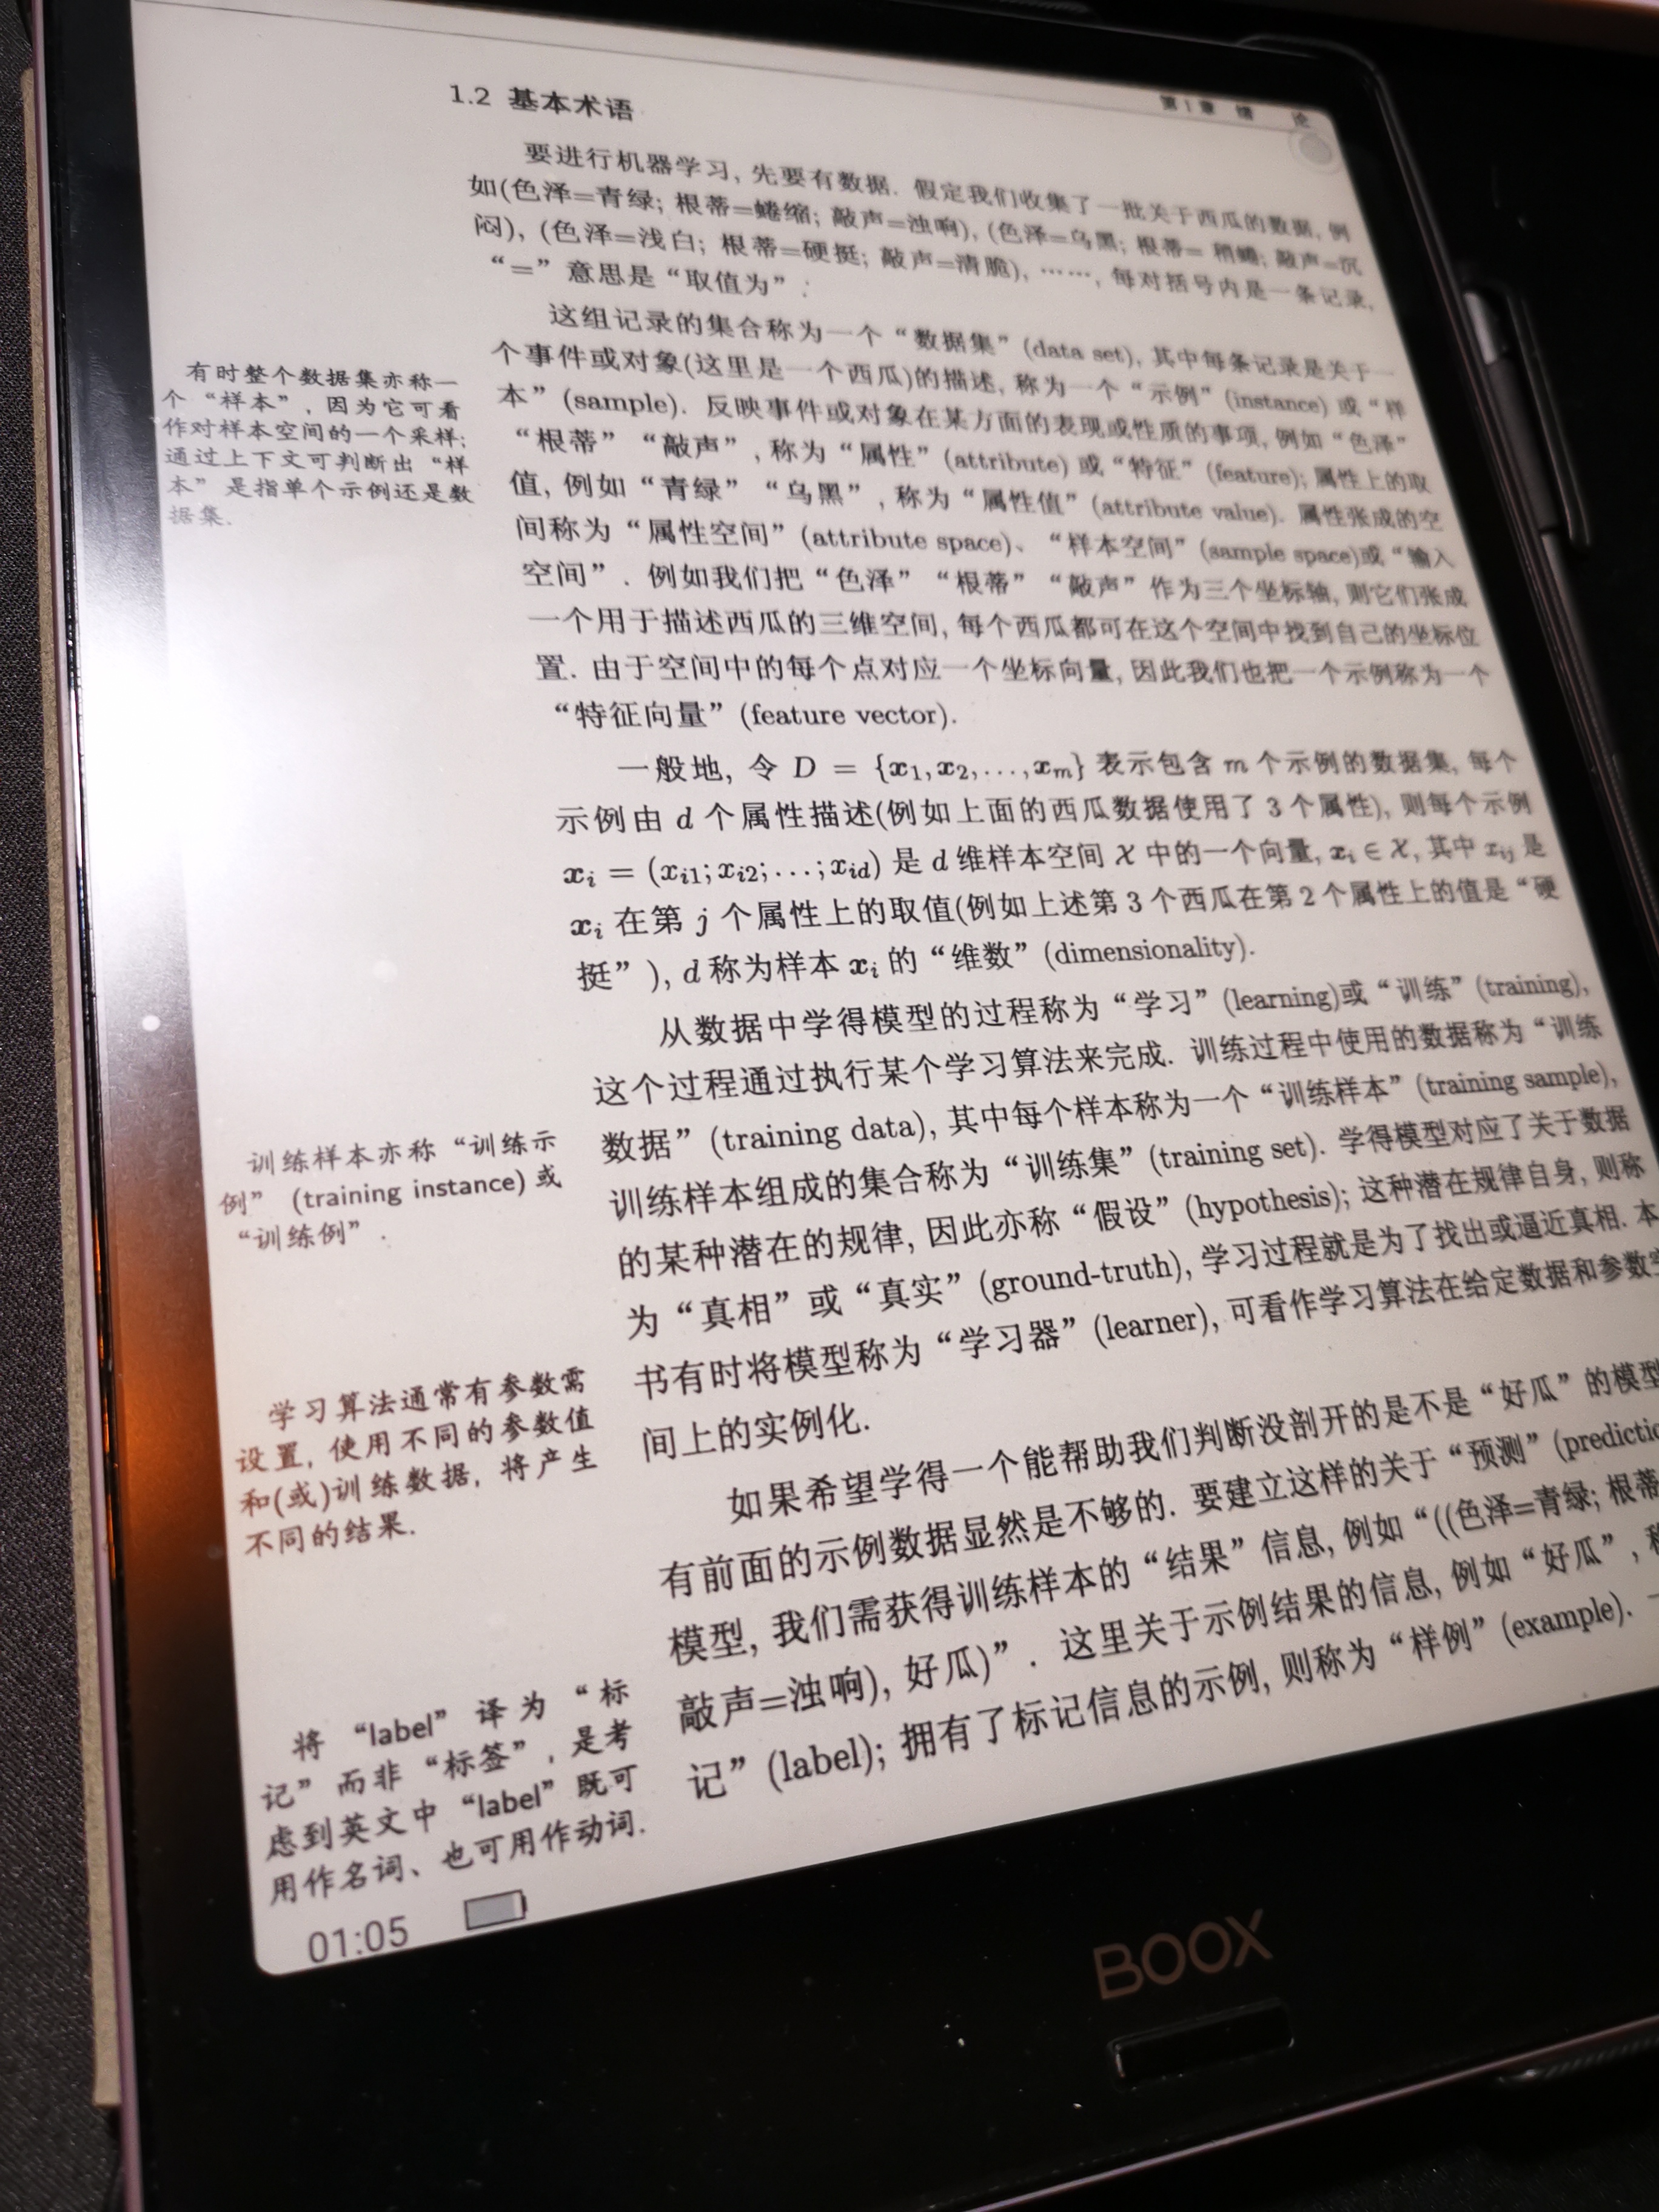 1.2 基本术语
第1章 绪 论
要进行机器学习, 先要有数据. 假定我们收集了一批关于西瓜的数据, 例
如(色泽=青绿; 根蒂=蜷缩; 敲声=浊响), (色泽=乌黑; 根蒂= 稍蜷; 敲声=沉
闷), (色泽=浅白; 根蒂=硬挺; 敲声=清脆), ……, 每对括号内是一条记录,
“=” 意思是 “取值为” .
这组记录的集合称为一个 “数据集” (data set), 其中每条记录是关于一
个事件或对象(这里是一个西瓜)的描述, 称为一个 “示例” (instance) 或 “样
本” (sample). 反映事件或对象在某方面的表现或性质的事项, 例如 “色泽”
“根蒂” “敲声” , 称为 “属性” (attribute) 或 “特征” (feature); 属性上的取
值, 例如 “青绿” “乌黑” , 称为 “属性值” (attribute value). 属性张成的空
间称为 “属性空间” (attribute space)、 “样本空间” (sample space)或 “输入
空间” . 例如我们把 “色泽” “根蒂” “敲声” 作为三个坐标轴, 则它们张成
一个用于描述西瓜的三维空间, 每个西瓜都可在这个空间中找到自己的坐标位
置. 由于空间中的每个点对应一个坐标向量, 因此我们也把一个示例称为一个
“特征向量” (feature vector).
一般地, 令 D = {x₁, x₂, . . . , xₘ} 表示包含 m 个示例的数据集, 每个
示例由 d 个属性描述(例如上面的西瓜数据使用了 3 个属性), 则每个示例
xᵢ = (xᵢ₁; xᵢ₂; . . . ; xᵢd) 是 d 维样本空间 𝒳 中的一个向量, xᵢ ∈ 𝒳, 其中 xᵢⱼ 是
xᵢ 在第 j 个属性上的取值(例如上述第 3 个西瓜在第 2 个属性上的值是 “硬
挺” ), d 称为样本 xᵢ 的 “维数” (dimensionality).
从数据中学得模型的过程称为 “学习” (learning)或 “训练” (training),
这个过程通过执行某个学习算法来完成. 训练过程中使用的数据称为 “训练
数据” (training data), 其中每个样本称为一个 “训练样本” (training sample),
训练样本组成的集合称为 “训练集” (training set). 学得模型对应了关于数据
的某种潜在的规律, 因此亦称 “假设” (hypothesis); 这种潜在规律自身, 则称
为 “真相” 或 “真实” (ground-truth), 学习过程就是为了找出或逼近真相. 本
书有时将模型称为 “学习器” (learner), 可看作学习算法在给定数据和参数空
间上的实例化.
如果希望学得一个能帮助我们判断没剖开的是不是 “好瓜” 的模型
有前面的示例数据显然是不够的. 要建立这样的关于 “预测” (predictio
模型, 我们需获得训练样本的 “结果” 信息, 例如 “((色泽=青绿; 根蒂
敲声=浊响), 好瓜)” . 这里关于示例结果的信息, 例如 “好瓜” ,
记” (label); 拥有了标记信息的示例, 则称为 “样例” (example).
有时整个数据集亦称一
个 “样本” , 因为它可看
作对样本空间的一个采样;
通过上下文可判断出 “样
本” 是指单个示例还是数
据集.
训练样本亦称 “训练示
例” (training instance) 或
“训练例” .
学习算法通常有参数需
设置, 使用不同的参数值
和(或)训练数据, 将产生
不同的结果.
将 “label” 译为 “标
记” 而非 “标签” , 是考
虑到英文中 “label” 既可
用作名词、也可用作动词.
01:05
BOOX